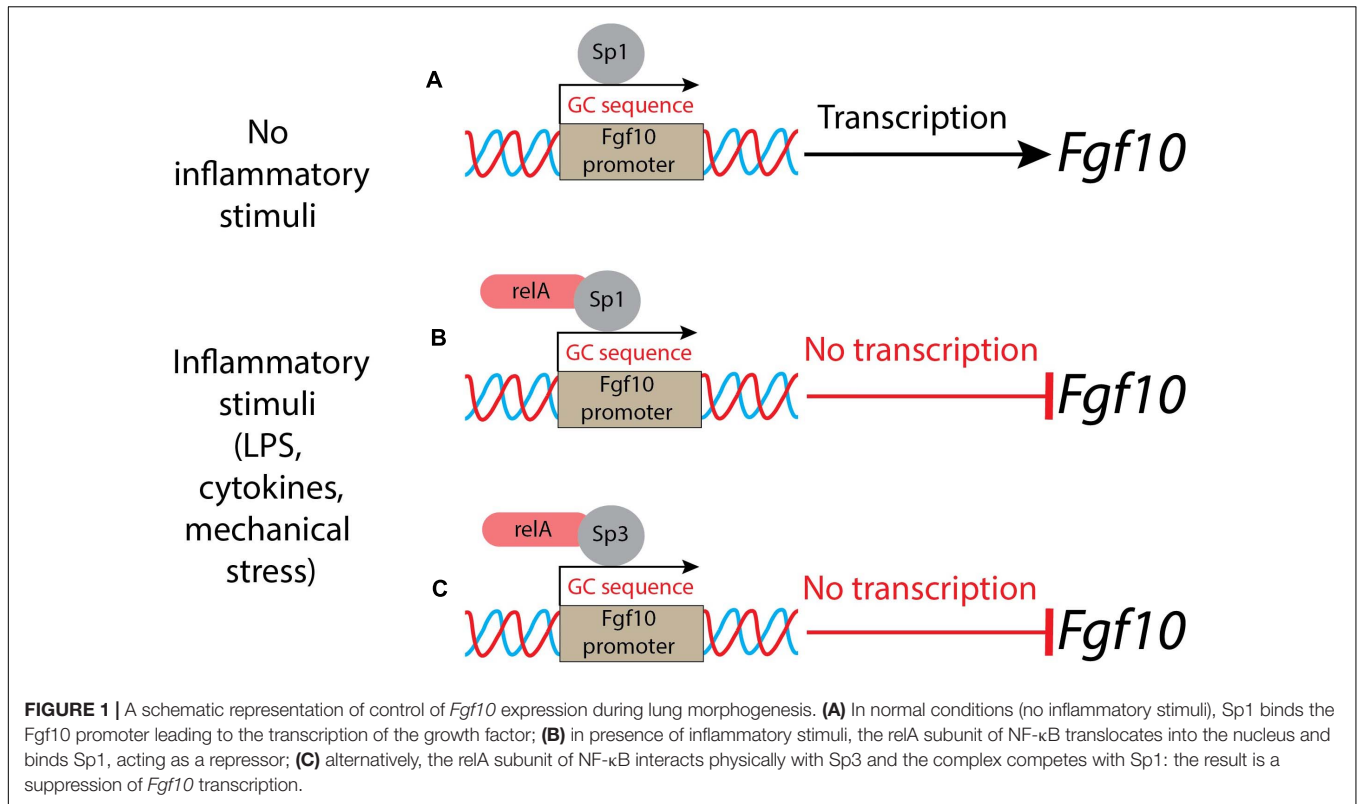 No
inflammatory
stimuli
A
Sp1
GC sequence
Fgf10
promoter
Transcription
Fgf10
Inflammatory
stimuli
(LPS,
cytokines,
mechanical
stress)
B
relA
Sp1
GC sequence
Fgf10
promoter
No transcription
Fgf10
C
relA
Sp3
GC sequence
Fgf10
promoter
No transcription
Fgf10
FIGURE 1 | A schematic representation of control of Fgf10 expression during lung morphogenesis. (A) In normal conditions (no inflammatory stimuli), Sp1 binds the
Fgf10 promoter leading to the transcription of the growth factor; (B) in presence of inflammatory stimuli, the relA subunit of NF-κB translocates into the nucleus and
binds Sp1, acting as a repressor; (C) alternatively, the relA subunit of NF-κB interacts physically with Sp3 and the complex competes with Sp1: the result is a
suppression of Fgf10 transcription.